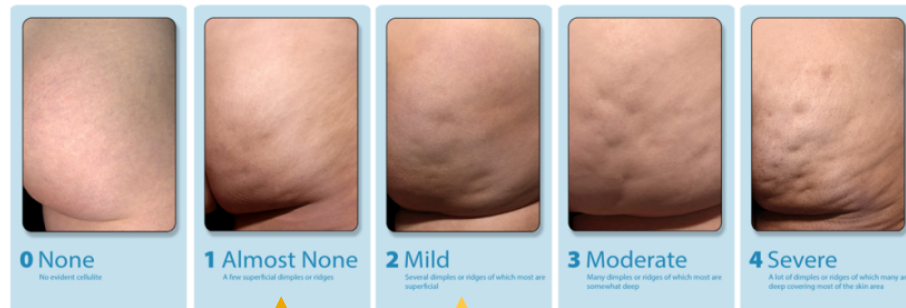 0 None
No evident cellulite
1 Almost None
A few superficial dimples or ridges
2 Mild
Several dimples or ridges of which most are
superficial
3 Moderate
Many dimples or ridges of which most are
somewhat deep
4 Severe
A lot of dimples or ridges of which many
deep covering most of the skin area